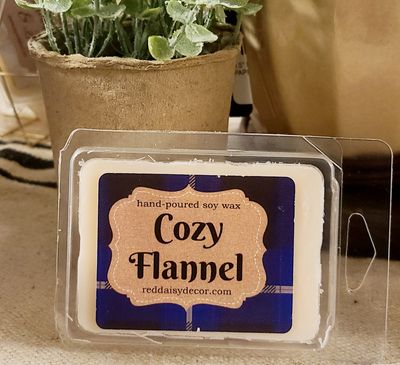 hand-poured soy wax
Cozy
Flannel
reddaisydecor.com